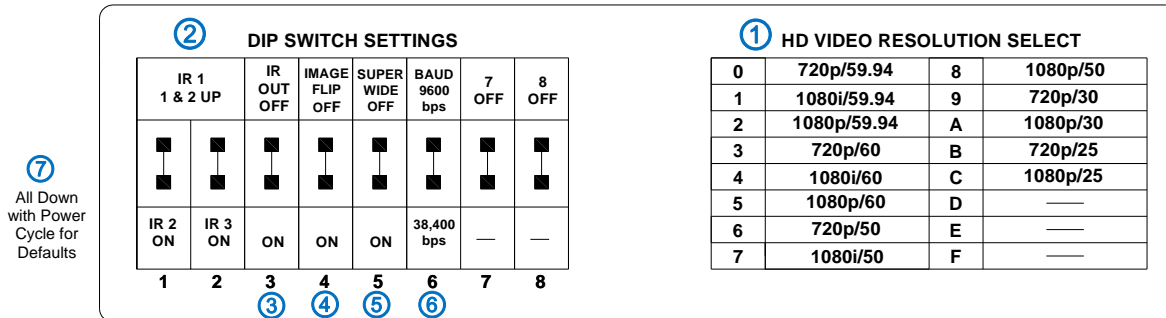 ② DIP SWITCH SETTINGS
IR 1
1 & 2 UP
IR
OUT
OFF
IMAGE
FLIP
OFF
SUPER
WIDE
OFF
BAUD
9600
bps
7
OFF
8
OFF
⑦
All Down
with Power
Cycle for
Defaults
IR 2
ON
IR 3
ON
ON
ON
ON
38,400
bps
— —
1 2 3 4 5 6 7 8
③ ④ ⑤ ⑥
① HD VIDEO RESOLUTION SELECT
0 720p/59.94 8 1080p/50
1 1080i/59.94 9 720p/30
2 1080p/59.94 A 1080p/30
3 720p/60 B 720p/25
4 1080i/60 C 1080p/25
5 1080p/60 D —
6 720p/50 E —
7 1080i/50 F —